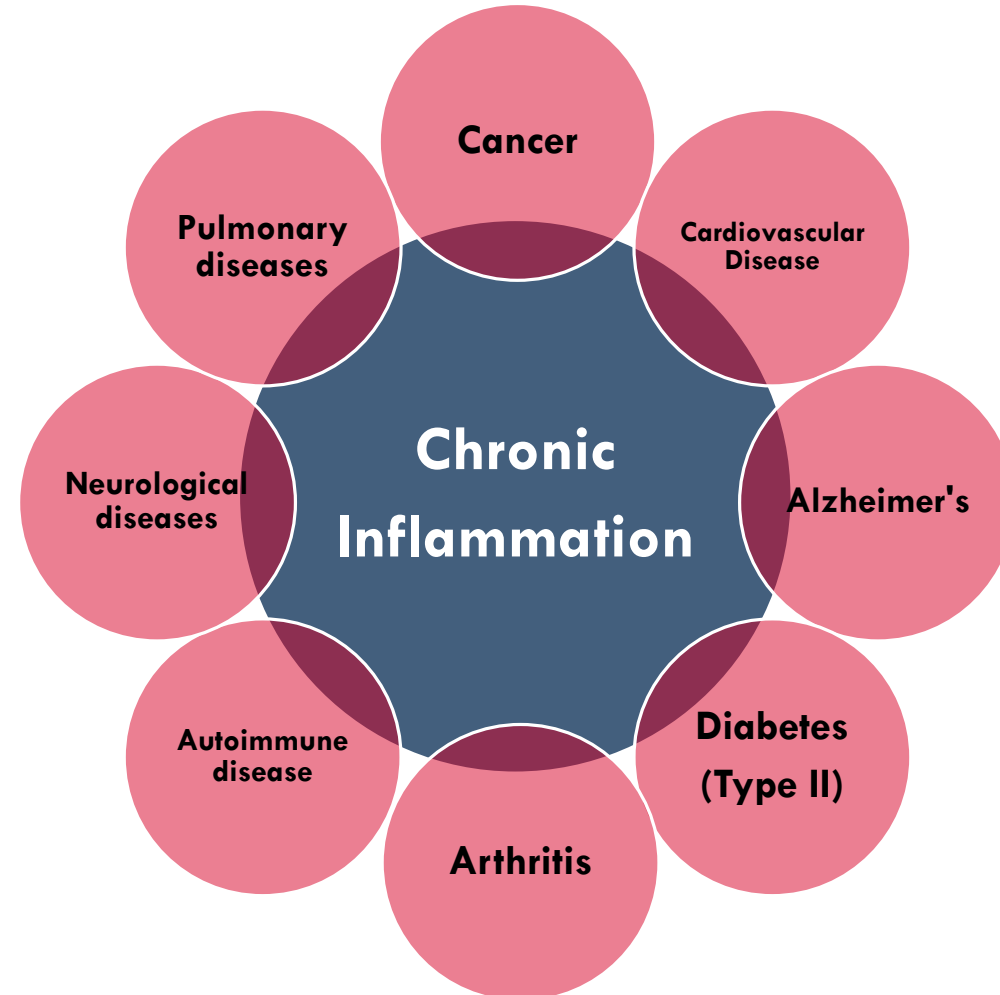 Cancer
Cardiovascular
Disease
Alzheimer's
Diabetes
(Type II)
Arthritis
Autoimmune
disease
Neurological
diseases
Pulmonary
diseases
Chronic
Inflammation